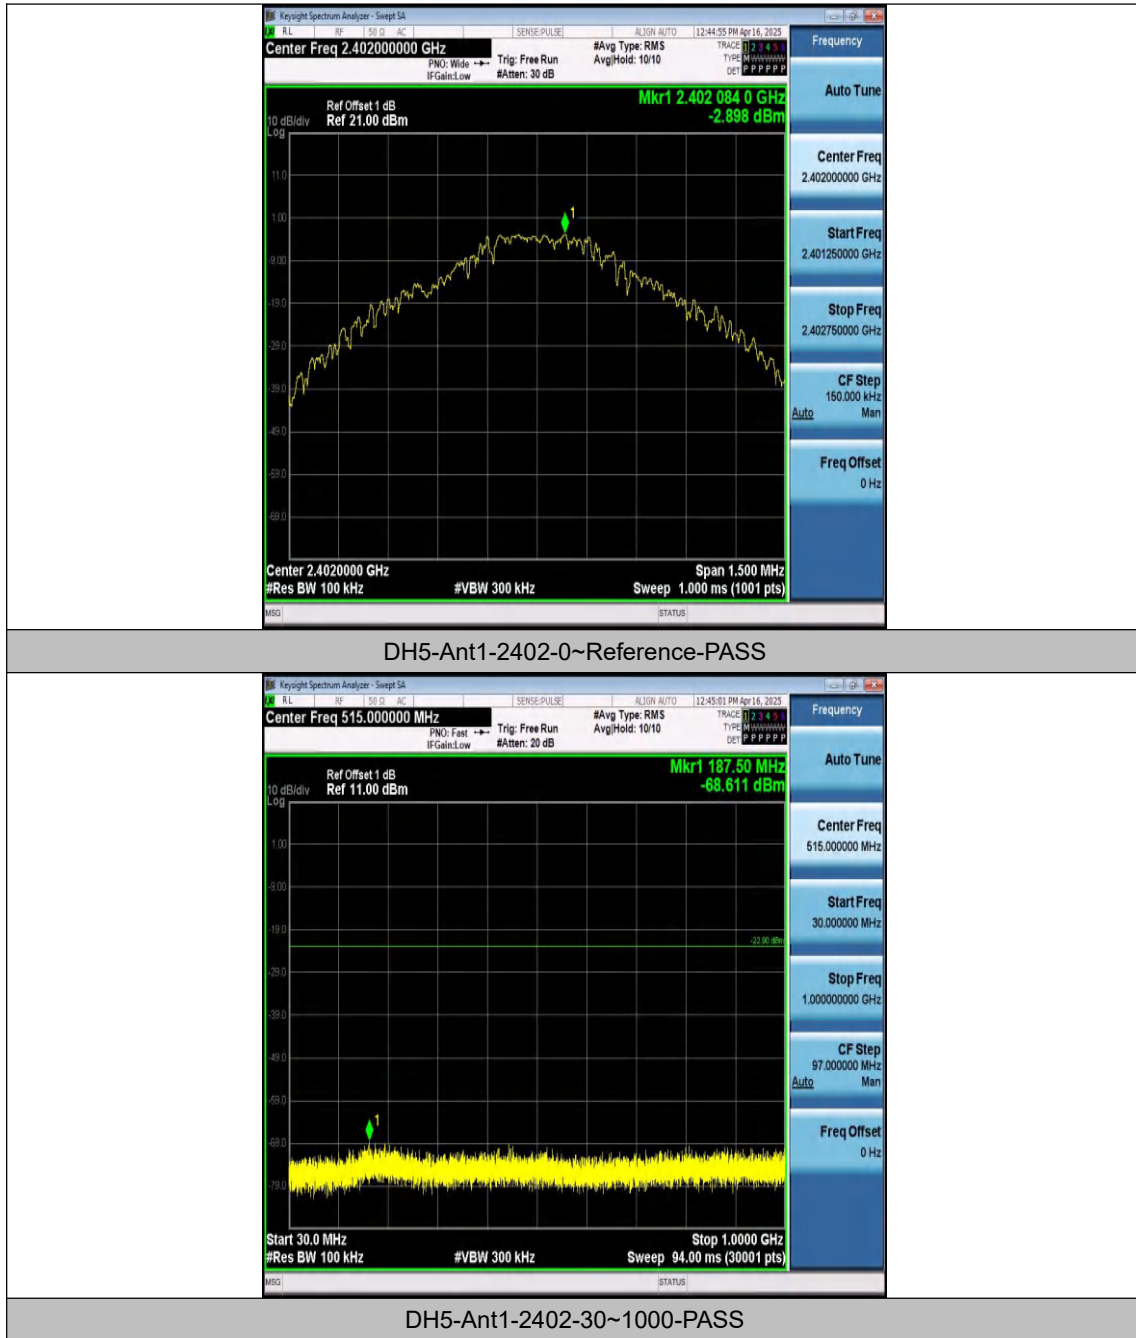 Keysight Spectrum Analyzer - Swept SA
RL RF 50 Ω AC SENSE:PULSE ALIGN AUTO 12:44:55 PM Apr 16, 2025
Center Freq 2.402000000 GHz
PNO: Wide
IFGain:Low
Trig: Free Run
#Atten: 30 dB
#Avg Type: RMS
Avg|Hold: 10/10
TRACE 1 2 3 4 5 6
TYPE M WWWWW
DET P P P P P P
Mkr1 2.402 084 0 GHz
-2.898 dBm
Ref Offset 1 dB
10 dB/div Ref 21.00 dBm
Log
11.0
1.00
-9.00
-19.0
-29.0
-39.0
-49.0
-59.0
-69.0
1
Center 2.4020000 GHz Span 1.500 MHz
#Res BW 100 kHz #VBW 300 kHz Sweep 1.000 ms (1001 pts)
MSG STATUS
Frequency
Auto Tune
Center Freq
2.402000000 GHz
Start Freq
2.401250000 GHz
Stop Freq
2.402750000 GHz
CF Step
150.000 kHz
Auto Man
Freq Offset
0 Hz
DH5-Ant1-2402-0~Reference-PASS
Keysight Spectrum Analyzer - Swept SA
RL RF 50 Ω AC SENSE:PULSE ALIGN AUTO 12:45:01 PM Apr 16, 2025
Center Freq 515.000000 MHz
PNO: Fast
IFGain:Low
Trig: Free Run
#Atten: 20 dB
#Avg Type: RMS
Avg|Hold: 10/10
TRACE 1 2 3 4 5 6
TYPE M WWWWW
DET P P P P P P
Mkr1 187.50 MHz
-68.611 dBm
Ref Offset 1 dB
10 dB/div Ref 11.00 dBm
Log
1.00
-9.00
-19.0
-29.0
-39.0
-49.0
-59.0
-69.0
-79.0
-22.90 dBm
1
Start 30.0 MHz Stop 1.0000 GHz
#Res BW 100 kHz #VBW 300 kHz Sweep 94.00 ms (30001 pts)
MSG STATUS
Frequency
Auto Tune
Center Freq
515.000000 MHz
Start Freq
30.000000 MHz
Stop Freq
1.000000000 GHz
CF Step
97.000000 MHz
Auto Man
Freq Offset
0 Hz
DH5-Ant1-2402-30~1000-PASS